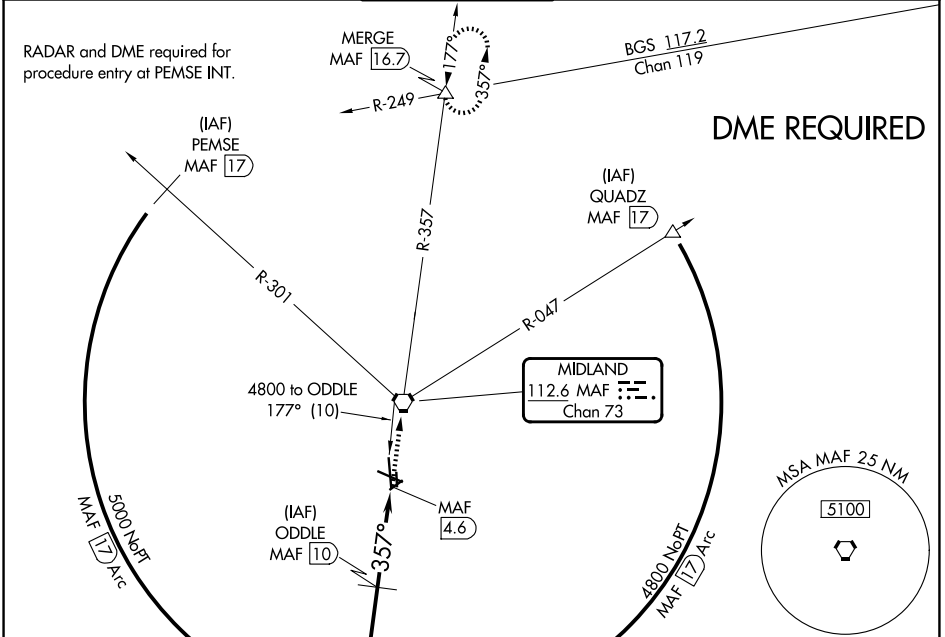 RADAR and DME required for
procedure entry at PEMSE INT.
MERGE
MAF 16.7
177°
357°
R-249
BGS 117.2
Chan 119
DME REQUIRED
(IAF)
PEMSE
MAF 17
(IAF)
QUADZ
MAF 17
R-357
R-301
R-047
4800 to ODDLE
177° (10)
MIDLAND
112.6 MAF
Chan 73
MSA MAF 25 NM
5100
5000 NoPT
MAF 17 Arc
(IAF)
ODDLE
MAF 10
357°
MAF
4.6
4800 NoPT
MAF 17 Arc